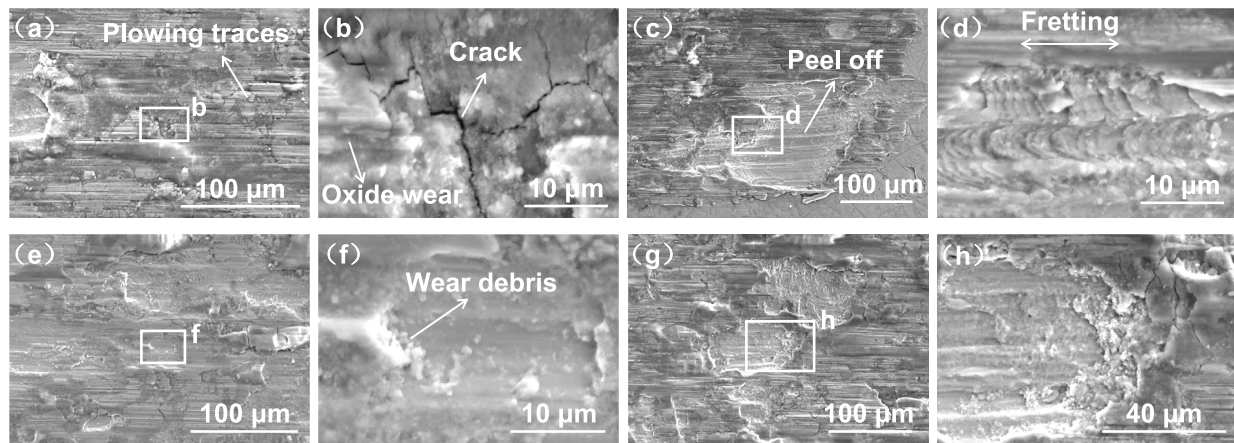 （a）
Plowing traces
b
100 μm
（b）
Crack
Oxide wear
10 μm
（c）
Peel off
d
100 μm
（d）
Fretting
10 μm
（e）
f
100 μm
（f）
Wear debris
10 μm
（g）
h
100 μm
（h）
40 μm